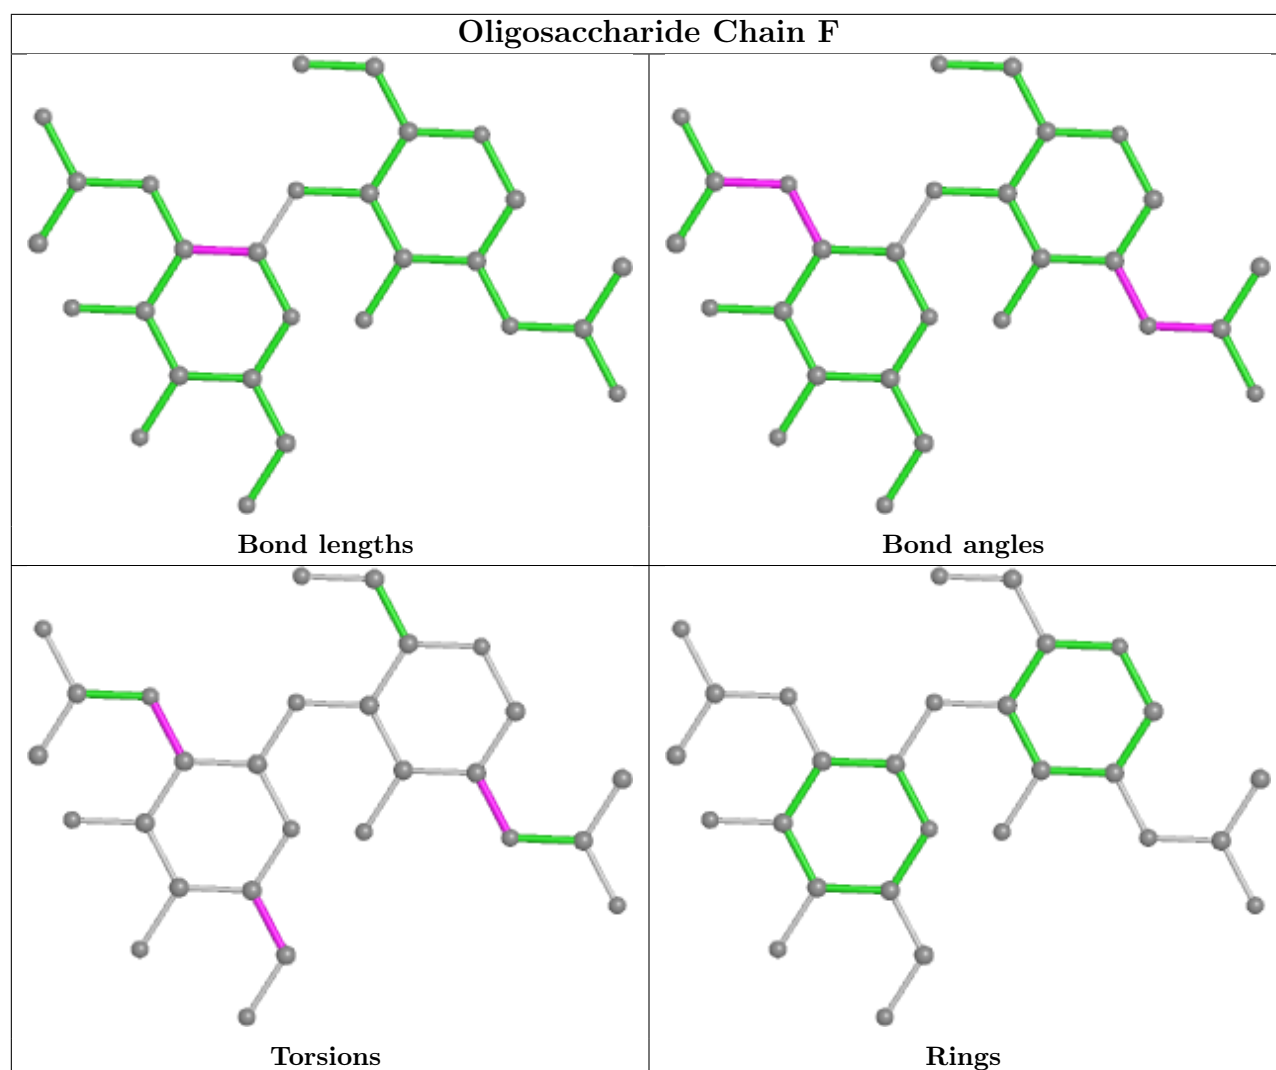 Oligosaccharide Chain F
Bond lengths
Bond angles
Torsions
Rings